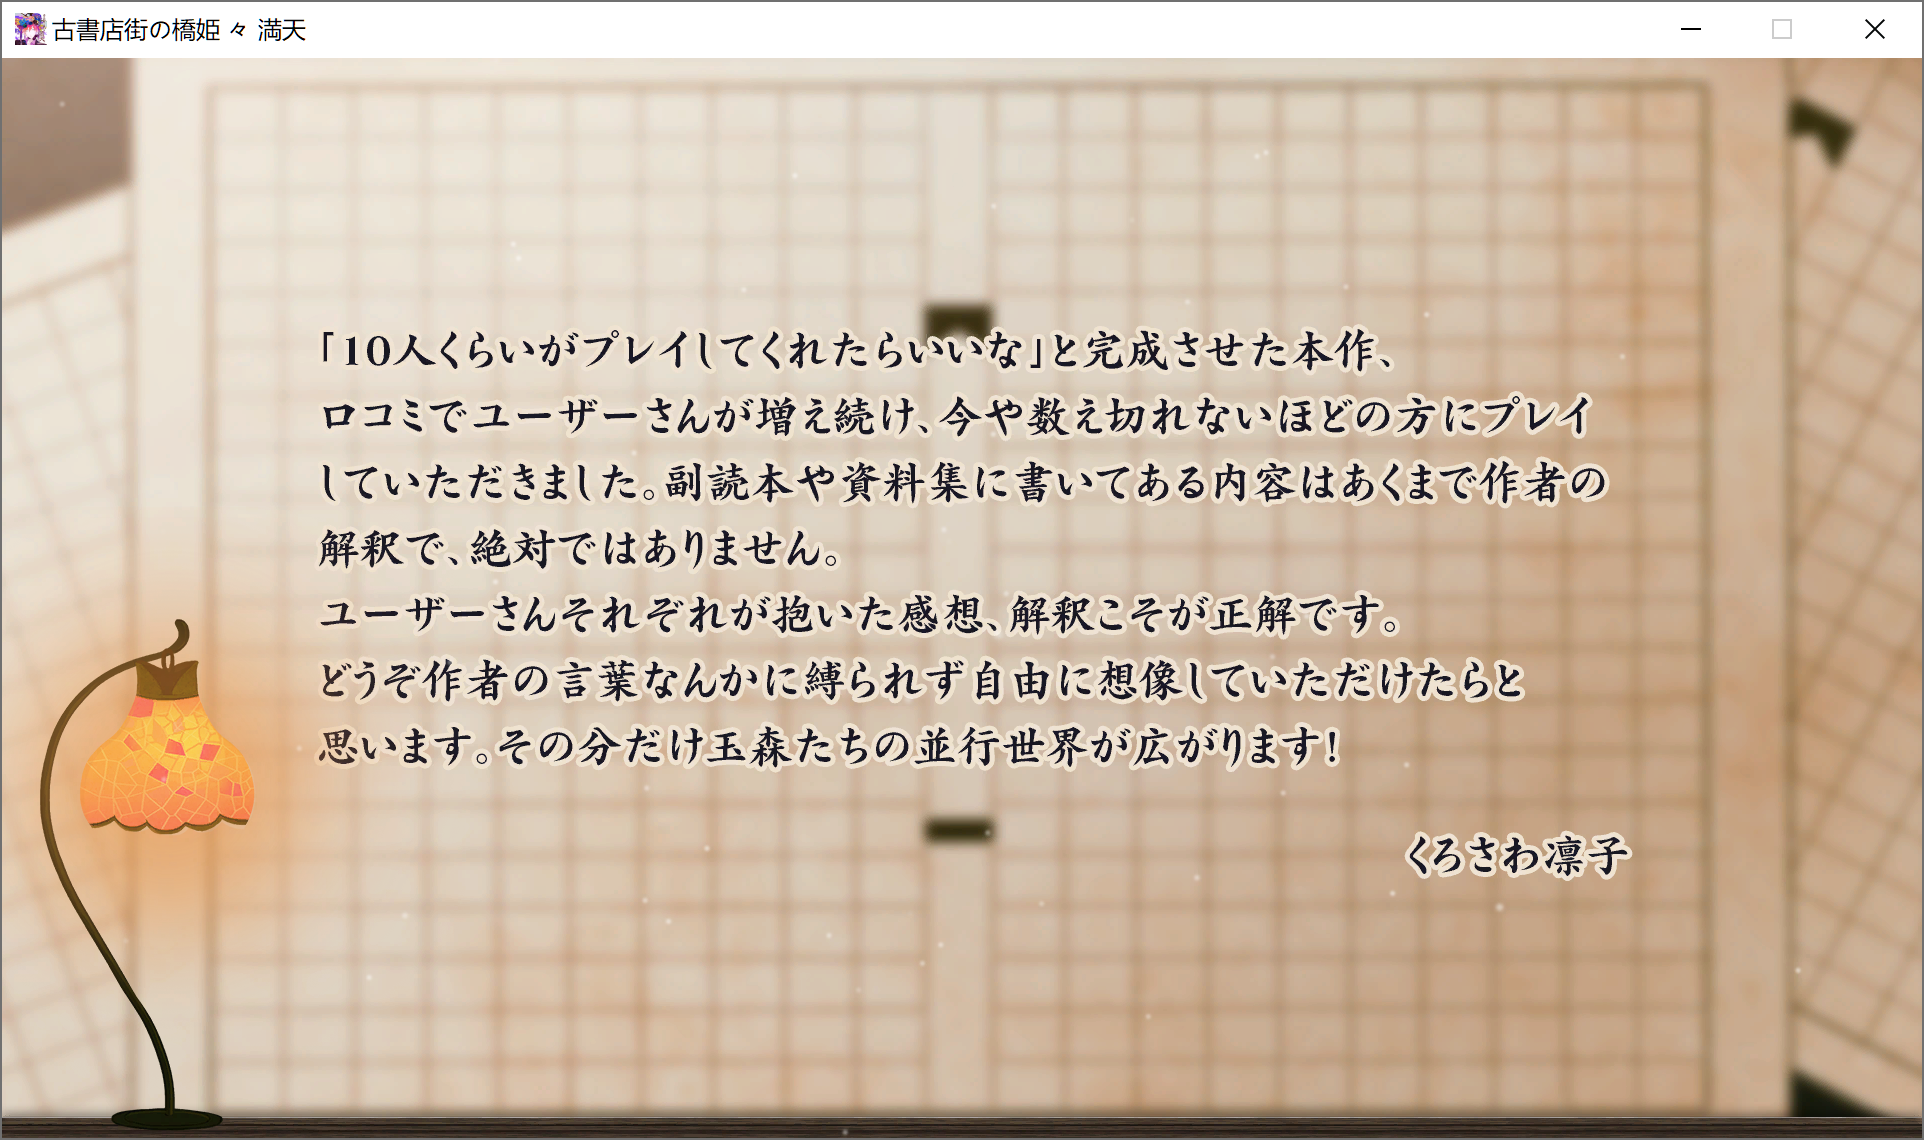 古書店街の橋姫 々 満天
「10人くらいがプレイしてくれたらいいな」と完成させた本作、
口コミでユーザーさんが増え続け、今や数え切れないほどの方にプレイ
していただきました。副読本や資料集に書いてある内容はあくまで作者の
解釈で、絶対ではありません。
ユーザーさんそれぞれが抱いた感想、解釈こそが正解です。
どうぞ作者の言葉なんかに縛られず自由に想像していただけたらと
思います。その分だけ玉森たちの並行世界が広がります！
くろさわ凛子